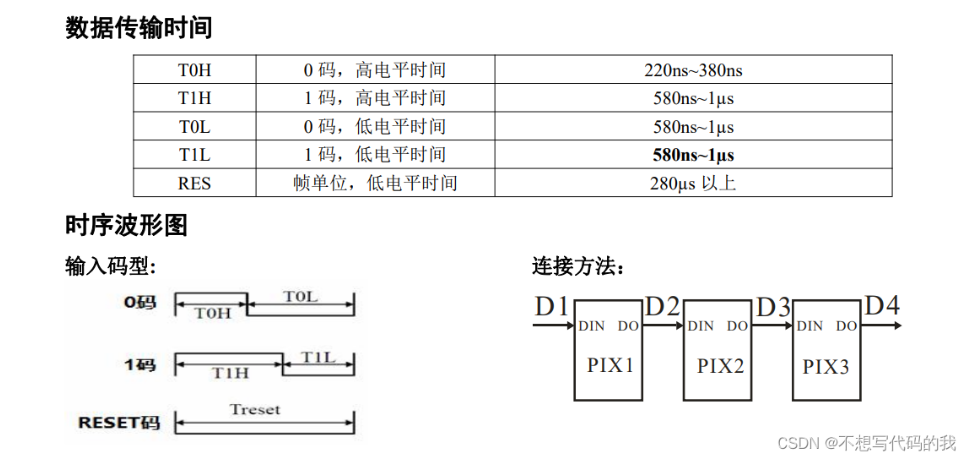 数据传输时间
T0H 0 码，高电平时间 220ns~380ns
T1H 1 码，高电平时间 580ns~1µs
T0L 0 码，低电平时间 580ns~1µs
T1L 1 码，低电平时间 580ns~1µs
RES 帧单位，低电平时间 280µs 以上
时序波形图
输入码型:
0码 T0H T0L
1码 T1H T1L
RESET码 Treset
连接方法：
D1 D2 D3 D4
DIN DO DIN DO DIN DO
PIX1 PIX2 PIX3
CSDN @不想写代码的我